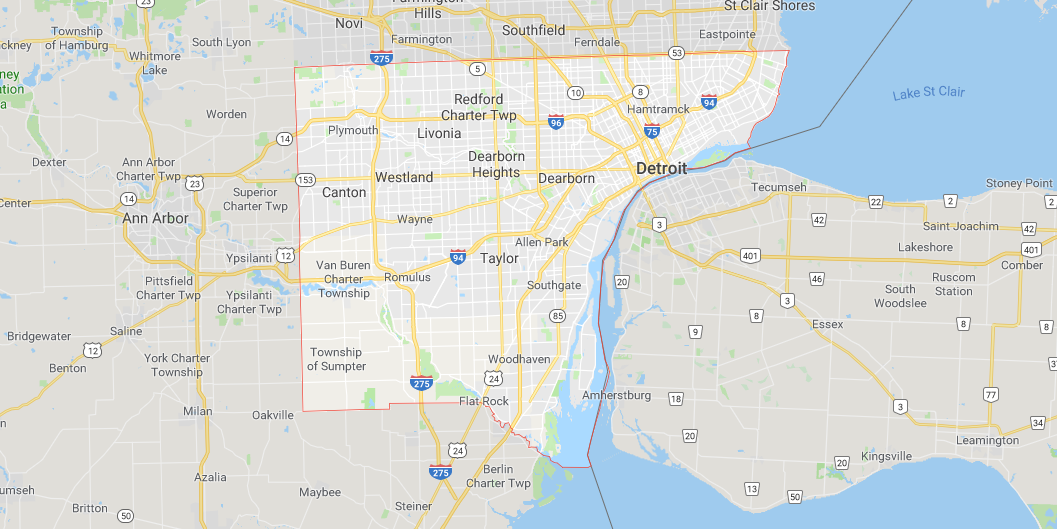 23
Farmington
Hills
St Clair Shores
Novi
Township
of Hamburg
South Lyon
Farmington
Southfield
Ferndale
Eastpointe
ckney
Whitmore
Lake
275
5
53
ney
ation
a
10
8
94
Lake St Clair
Redford
Charter Twp
Hamtramck
Worden
96
75
Plymouth
Livonia
14
Dexter
Ann Arbor
Charter Twp
Dearborn
Heights
Detroit
23
153
Westland
Dearborn
Tecumseh
Stoney Point
Superior
Charter Twp
Canton
14
22
2
2
Center
Ann Arbor
Wayne
3
42
Saint Joachim
42
Allen Park
Lakeshore
401
Ypsilanti
12
94
Taylor
401
Comber
Van Buren
Charter
Township
Romulus
Pittsfield
Charter Twp
Ypsilanti
Charter Twp
Southgate
20
46
Ruscom
Station
South
Woodslee
3
85
8
Essex
8
8
Bridgewater
Saline
9
12
York Charter
Township
Township
of Sumpter
Woodhaven
Benton
24
275
37
Flat Rock
Amherstburg
18
77
Milan
Oakville
3
34
20
Leamington
24
Kingsville
20
275
Berlin
Charter Twp
Azalia
umseh
Maybee
13
50
Britton
50
Steiner